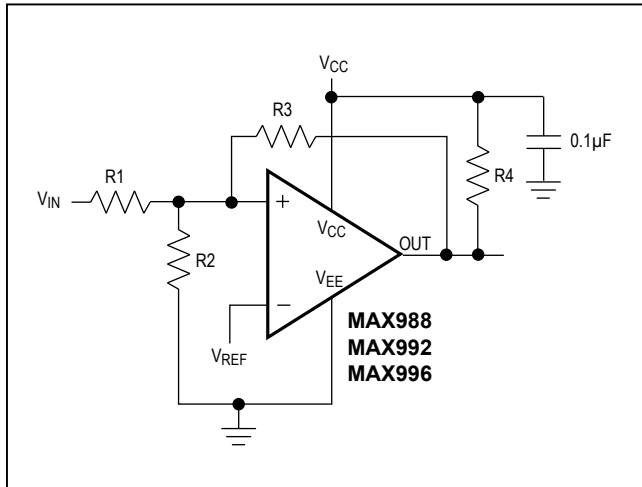 VCC
R3
0.1µF
R1
R4
VIN
+
VCC
OUT
R2
VEE
−
MAX988
VREF
MAX992
MAX996